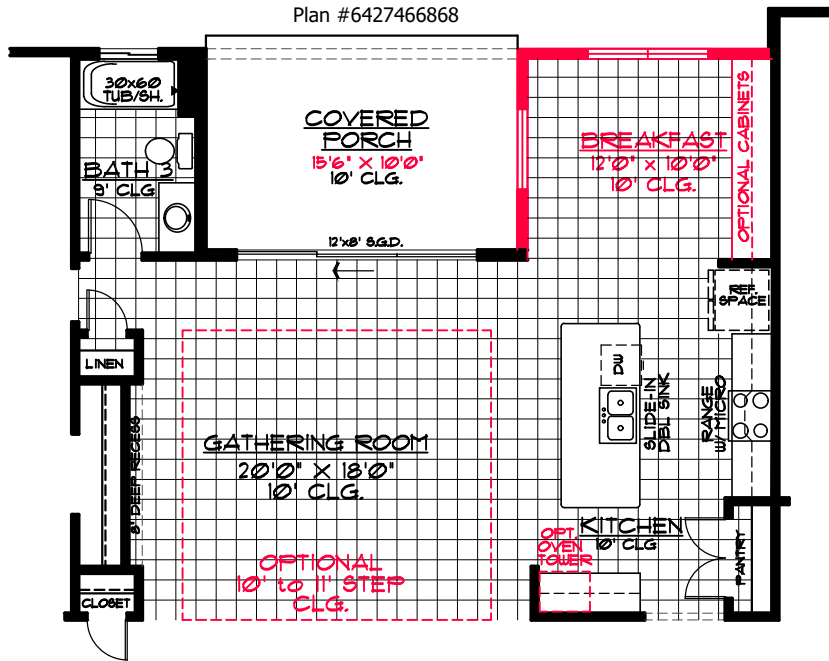 Plan #6427466868
30x60
TUB/SH.
COVERED
PORCH
15'6" X 10'0"
10' CLG.
BREAKFAST
12'0" x 10'0"
10' CLG.
OPTIONAL CABINETS
BATH 3
9' CLG
12'x8' S.G.D.
REF.
SPACE
LINEN
DW
SLIDE-IN
DBL SINK
RANGE
W/ MICRO
8" DEEP RECESS
GATHERING ROOM
20'0" X 18'0"
10' CLG.
KITCHEN
10' CLG
OPT.
OVEN
TOWER
PANTRY
OPTIONAL
10' to 11' STEP
CLG.
CLOSET